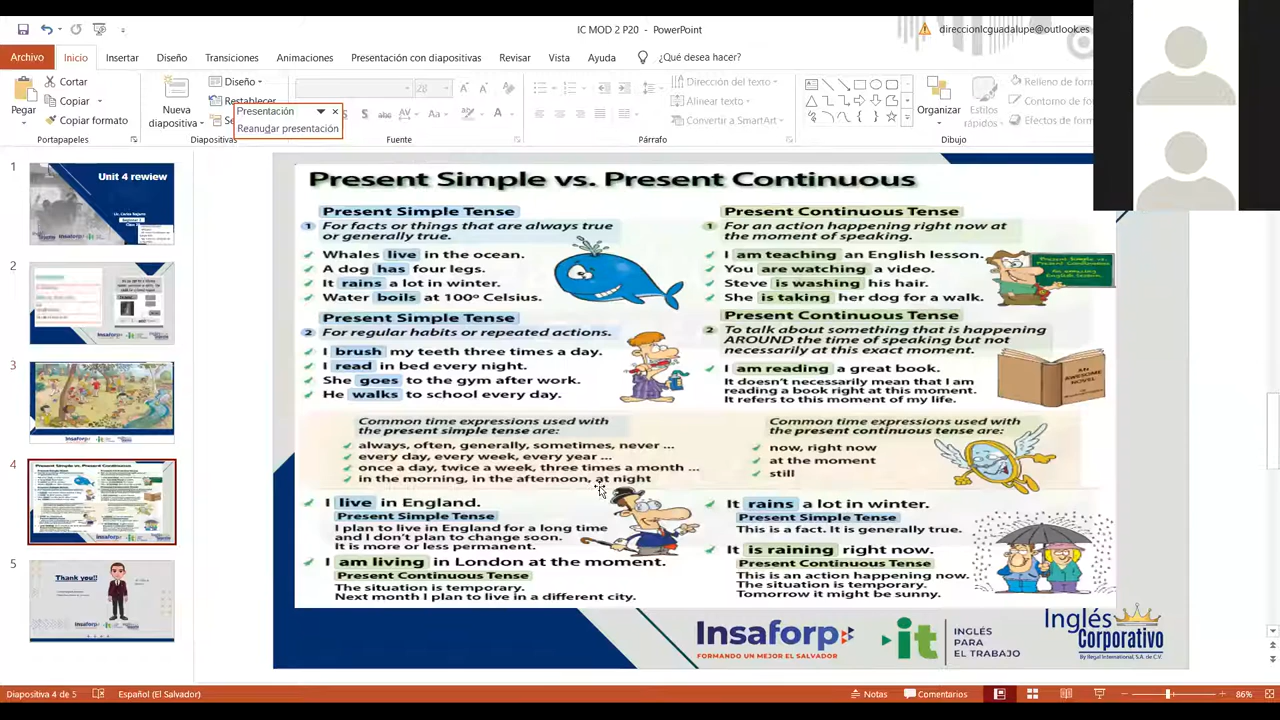 IC MOD 2 P20 - PowerPoint
direccionlcguadalupe@outlook.es
Archivo Inicio Insertar Diseño Transiciones Animaciones Presentación con diapositivas Revisar Vista Ayuda ¿Qué desea hacer?
Pegar
Cortar
Copiar
Copiar formato
Portapapeles
Nueva diapositiva
Diseño
Restablecer
Diapositivas
Presentación
Reanudar presentación
28
Fuente
Dirección del texto
Alinear texto
Convertir a SmartArt
Párrafo
Organizar
Estilos rápidos
Relleno de
Contorno de
Efectos de
Dibujo
1
Unit 4 rewiew
2
3
4
5
Thank you!!
Present Simple vs. Present Continuous
Present Simple Tense
1 For facts or things that are always true
or generally true.
Whales live in the ocean.
A dog has four legs.
It rains a lot in winter.
Water boils at 100º Celsius.
Present Simple Tense
2 For regular habits or repeated actions.
I brush my teeth three times a day.
I read in bed every night.
She goes to the gym after work.
He walks to school every day.
Present Continuous Tense
1 For an action happening right now at
the moment of speaking.
I am teaching an English lesson.
You are watching a video.
Steve is washing his hair.
She is taking her dog for a walk.
Present Continuous Tense
2 To talk about something that is happening
AROUND the time of speaking but not
necessarily at this exact moment.
I am reading a great book.
It doesn't necessarily mean that I am
reading a book right at this moment.
It refers to this moment of my life.
AN
AWESOME
NOVEL
Common time expressions used with
the present simple tense are:
always, often, generally, sometimes, never ...
every day, every week, every year ...
once a day, twice a week, three times a month ...
in the morning, in the afternoon, at night
Common time expressions used with
the present continuous tense are:
now, right now
at the moment
still
I live in England.
Present Simple Tense
I plan to live in England for a long time
and I don't plan to change soon.
It is more or less permanent.
I am living in London at the moment.
Present Continuous Tense
The situation is temporary.
Next month I plan to live in a different city.
It rains a lot in winter.
Present Simple Tense
This is a fact. It is generally true.
It is raining right now.
Present Continuous Tense
This is an action happening now.
The situation is temporary.
Tomorrow it might be sunny.
Insaforp
FORMANDO UN MEJOR EL SALVADOR
it
INGLÉS
PARA
EL TRABAJO
Inglés
Corporativo
By Illegal International, S.A. de C.V.
Diapositiva 4 de 5 Español (El Salvador) Notas Comentarios 86%